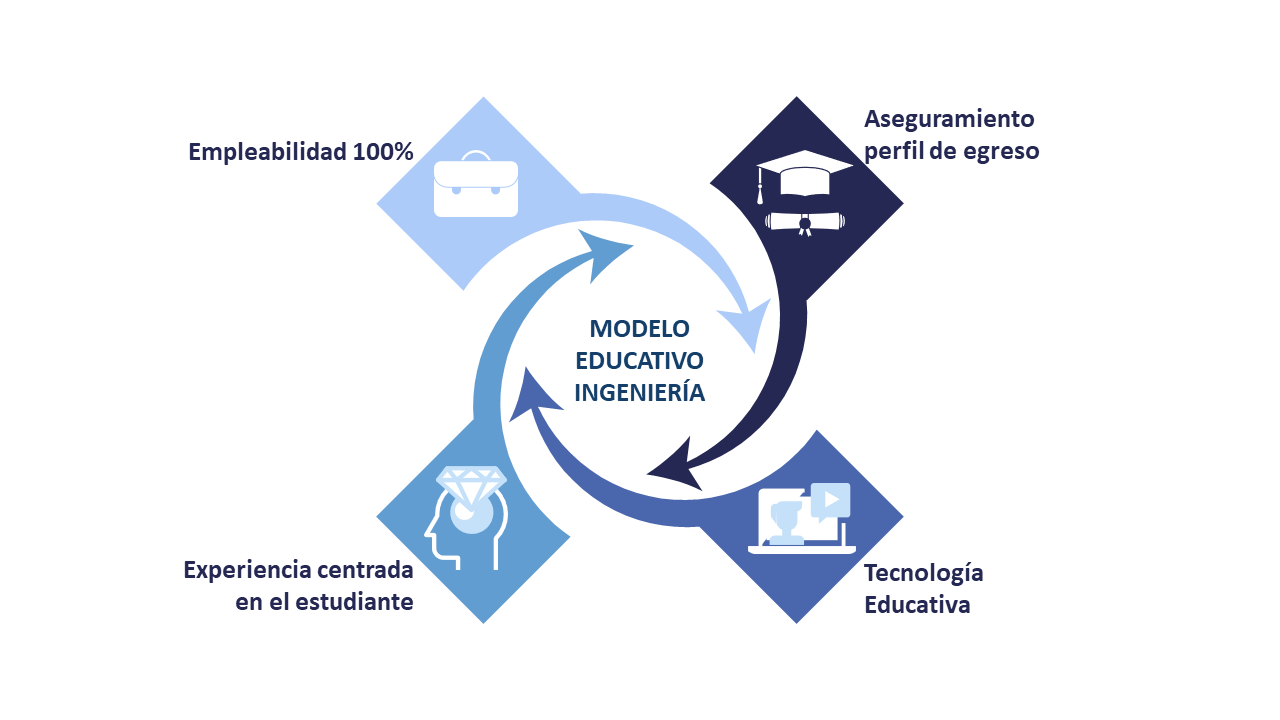 Empleabilidad 100%
Aseguramiento
perfil de egreso
MODELO
EDUCATIVO
INGENIERÍA
Experiencia centrada
en el estudiante
Tecnología
Educativa